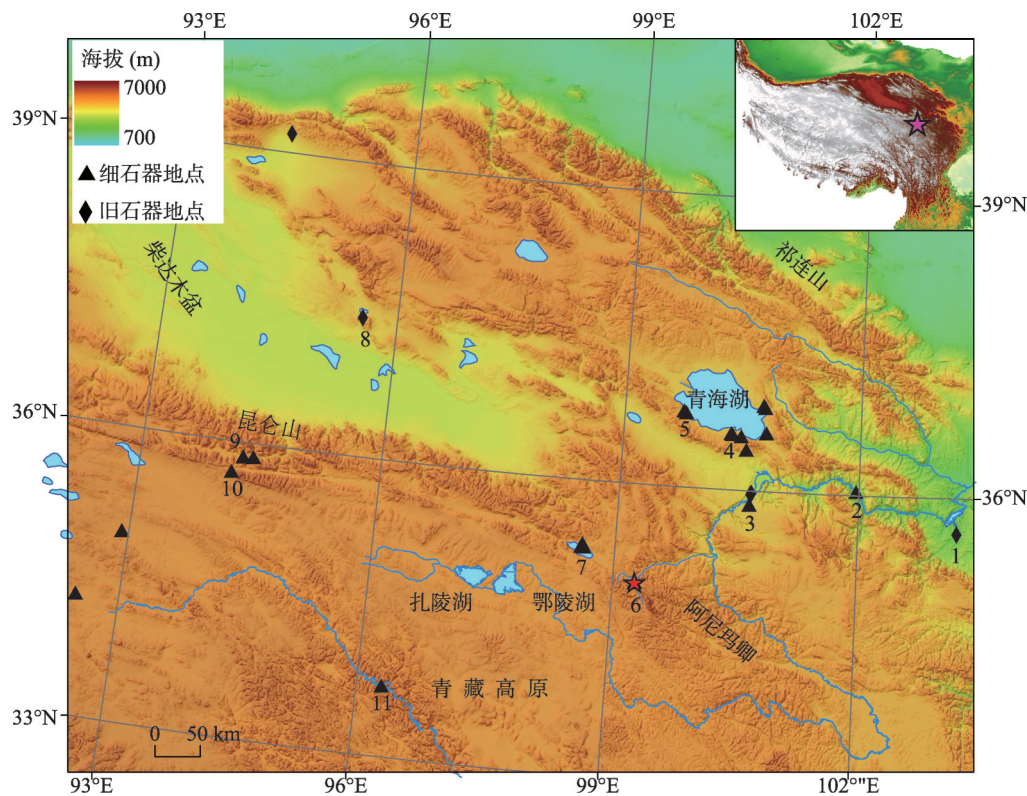 93°E
96°E
99°E
102°E
海拔 (m)
7000
700
细石器地点
旧石器地点
39°N
39°N
柴达木盆
祁连山
8
青海湖
5
4
36°N
昆仑山
9
10
36°N
3
2
1
7
6
扎陵湖
鄂陵湖
阿尼玛卿
青藏高原
11
33°N
0 50 km
93°E
96°E
99°E
102°"E